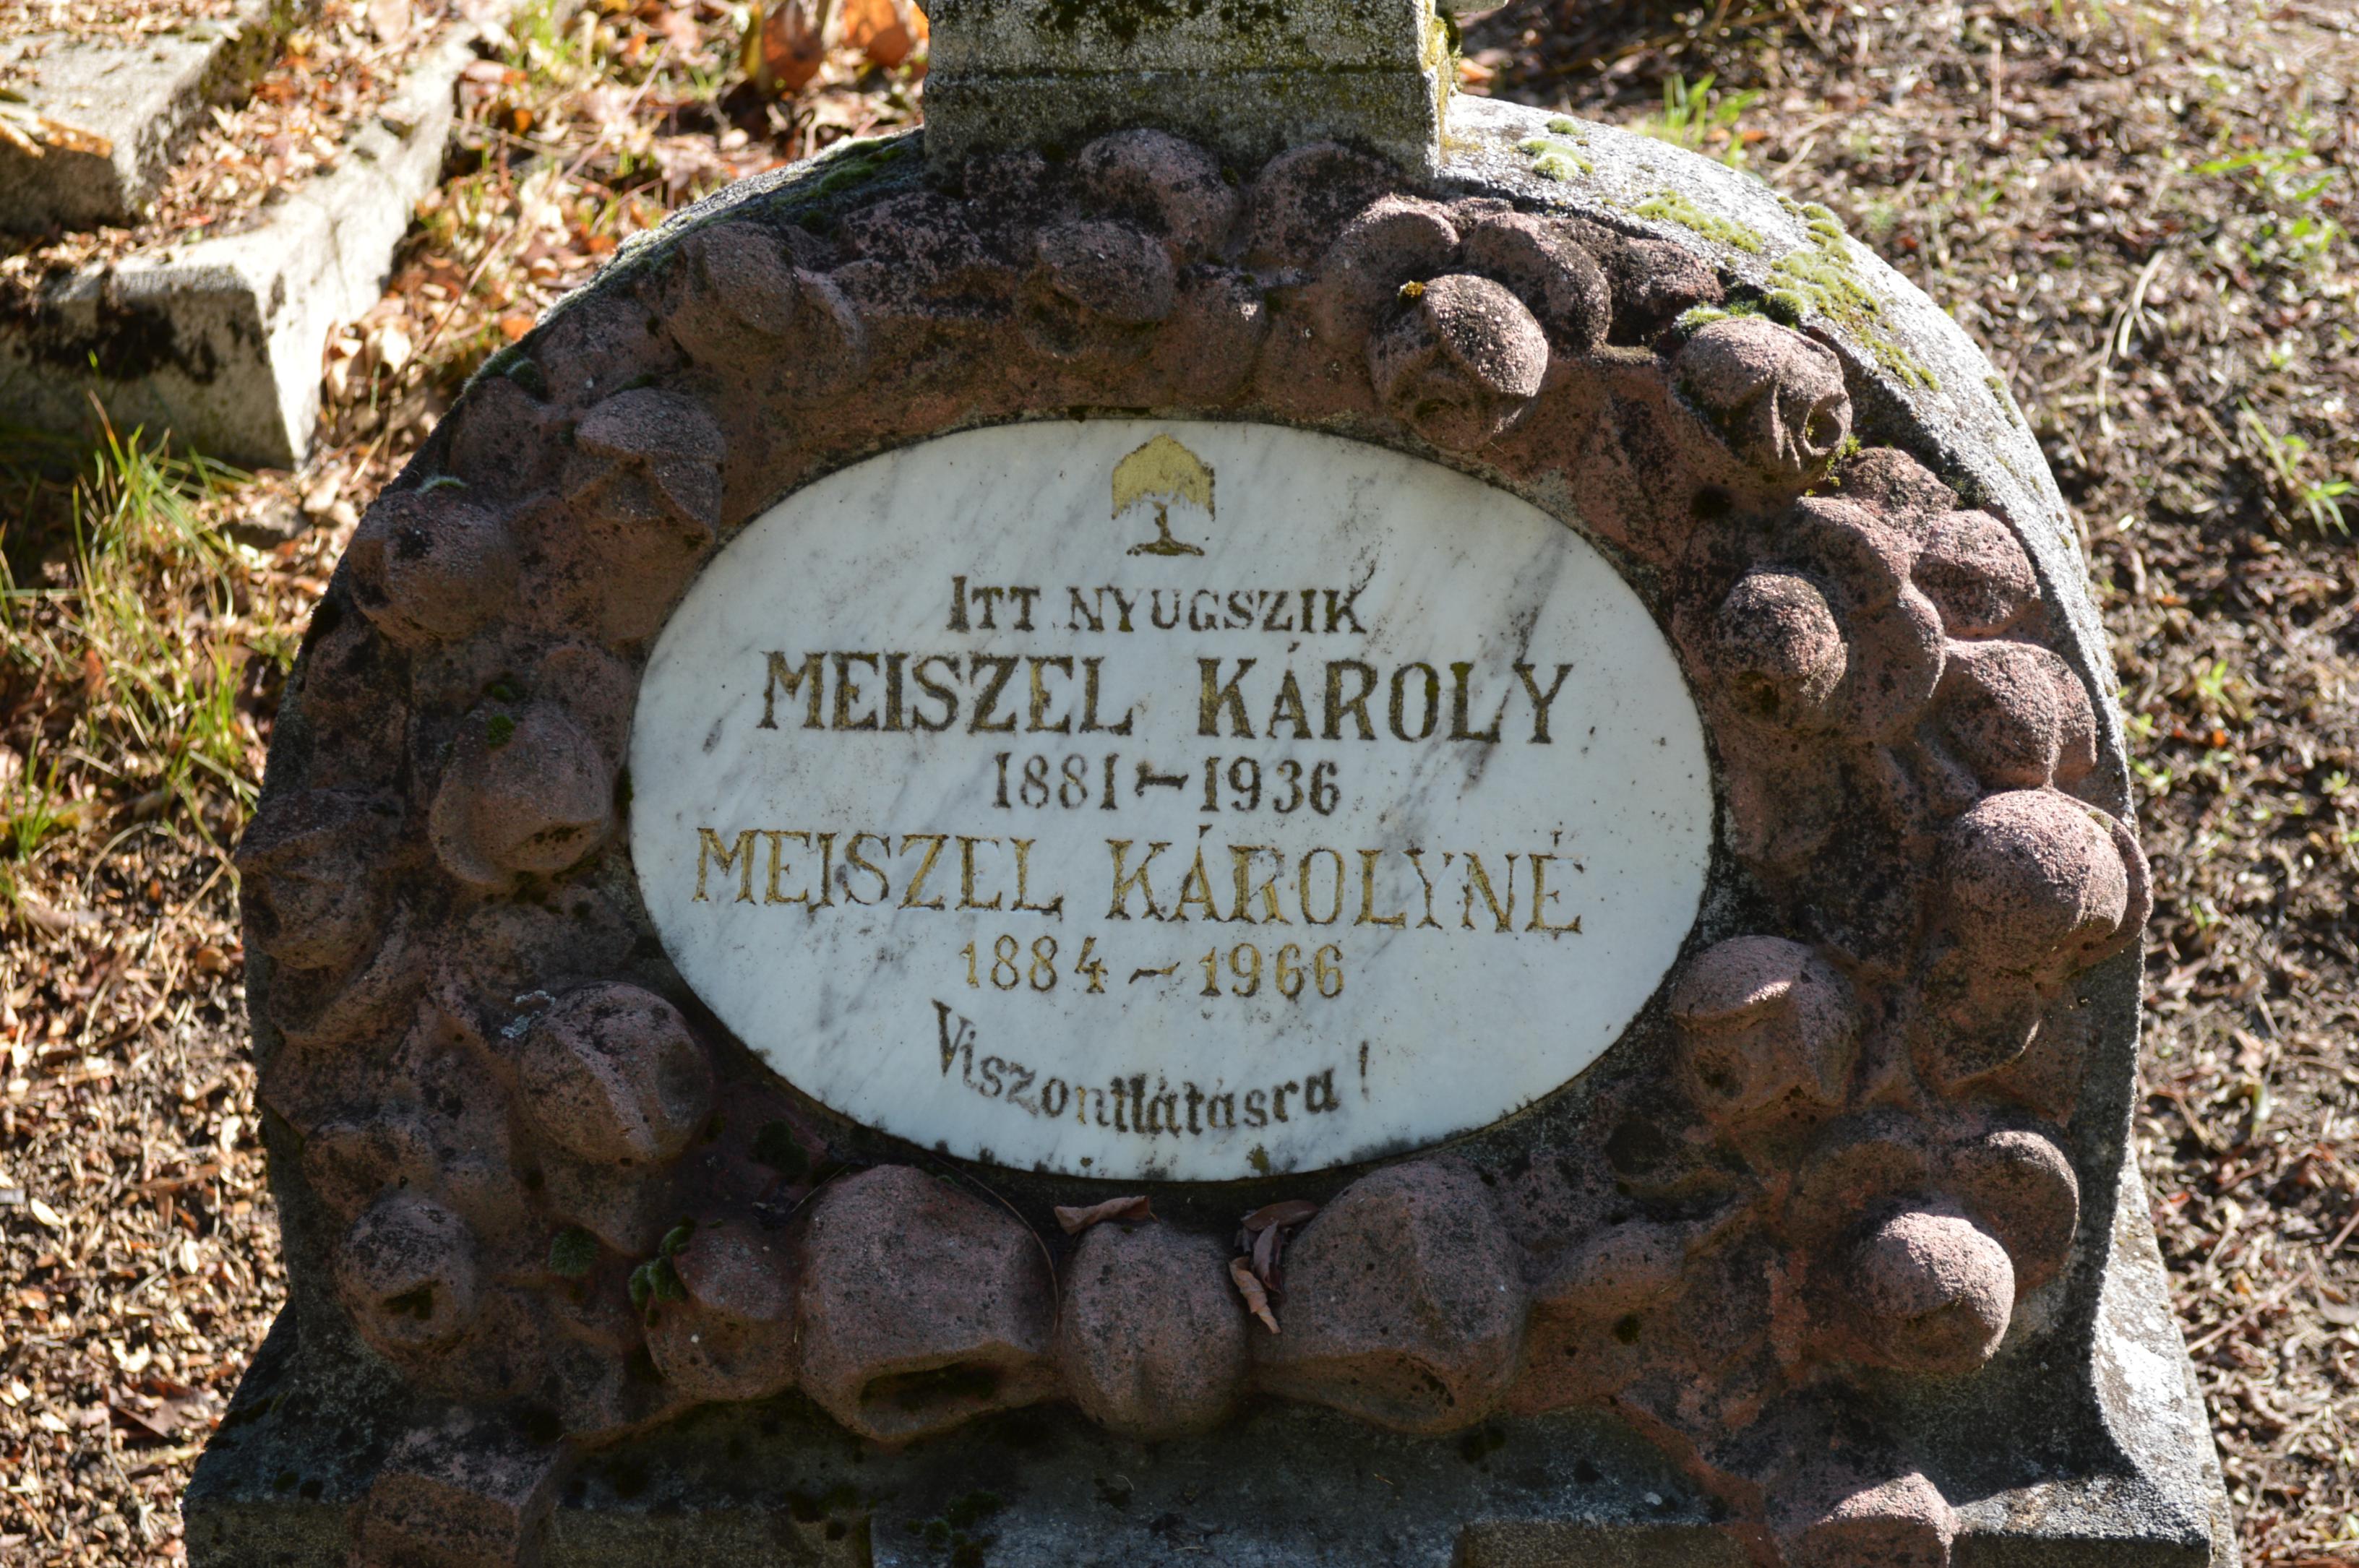 ITT NYUGSZIK
MEISZEL KÁROLY
1881-1936
MEISZEL KÁROLYNÉ
1884-1966
Viszontlátásra!